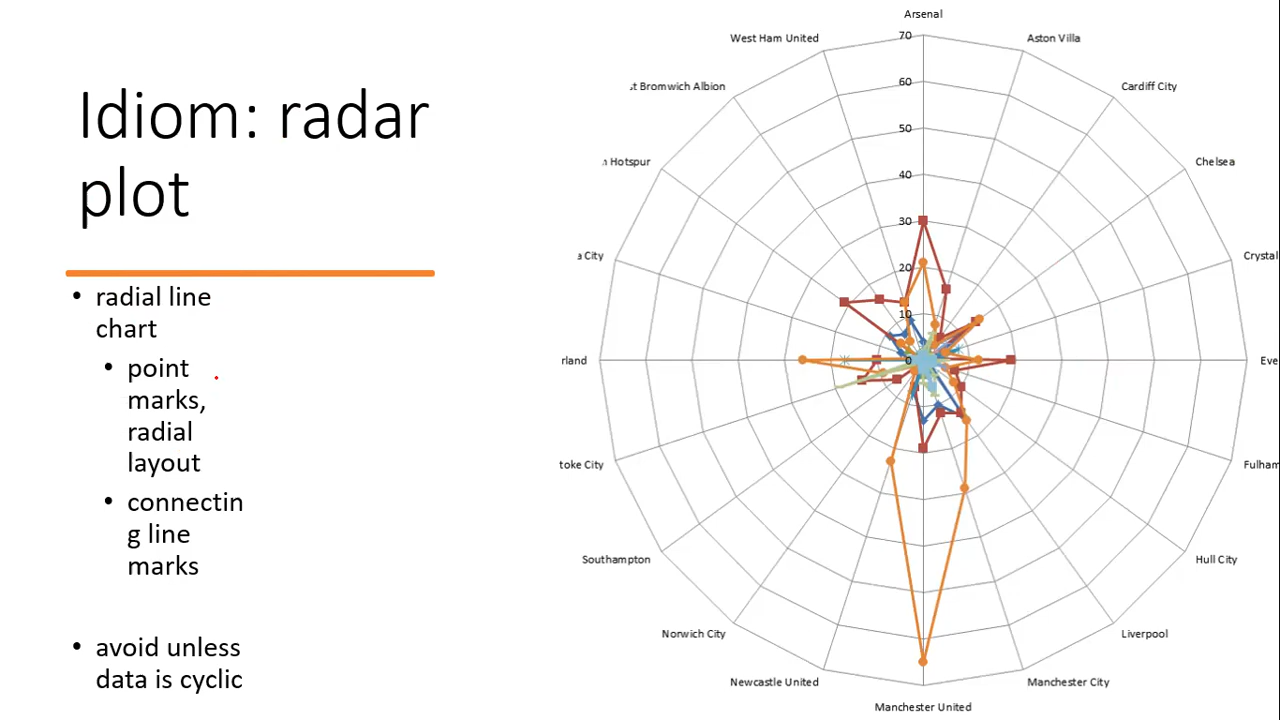 Idiom: radar
plot
• radial line
chart
• point
marks,
radial
layout
• connectin
g line
marks
• avoid unless
data is cyclic
Arsenal
70
West Ham United
Aston Villa
60
t Bromwich Albion
Cardiff City
50
Hotspur
Chelsea
40
30
a City
Crystal
20
10
0
rland
Eve
toke City
Fulham
Southampton
Hull City
Norwich City
Liverpool
Newcastle United
Manchester City
Manchester United